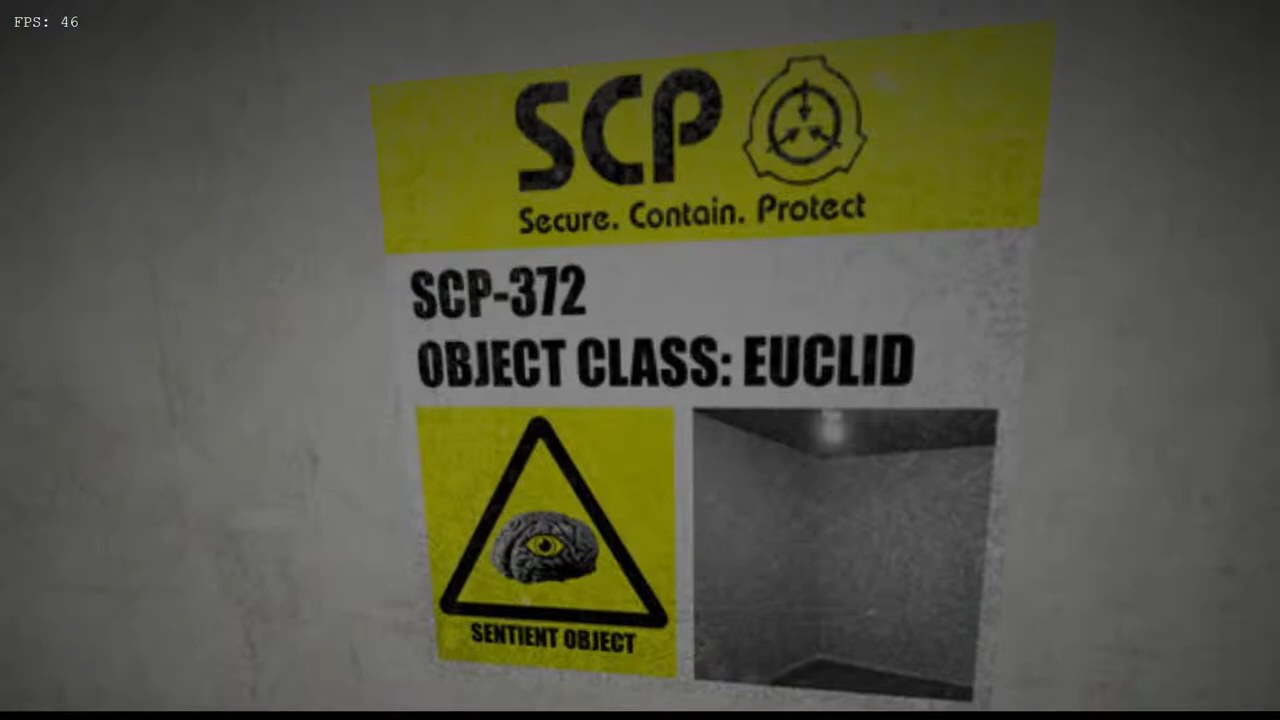 FPS: 46
SCP
Secure. Contain. Protect
SCP-372
OBJECT CLASS: EUCLID
SENTIENT OBJECT